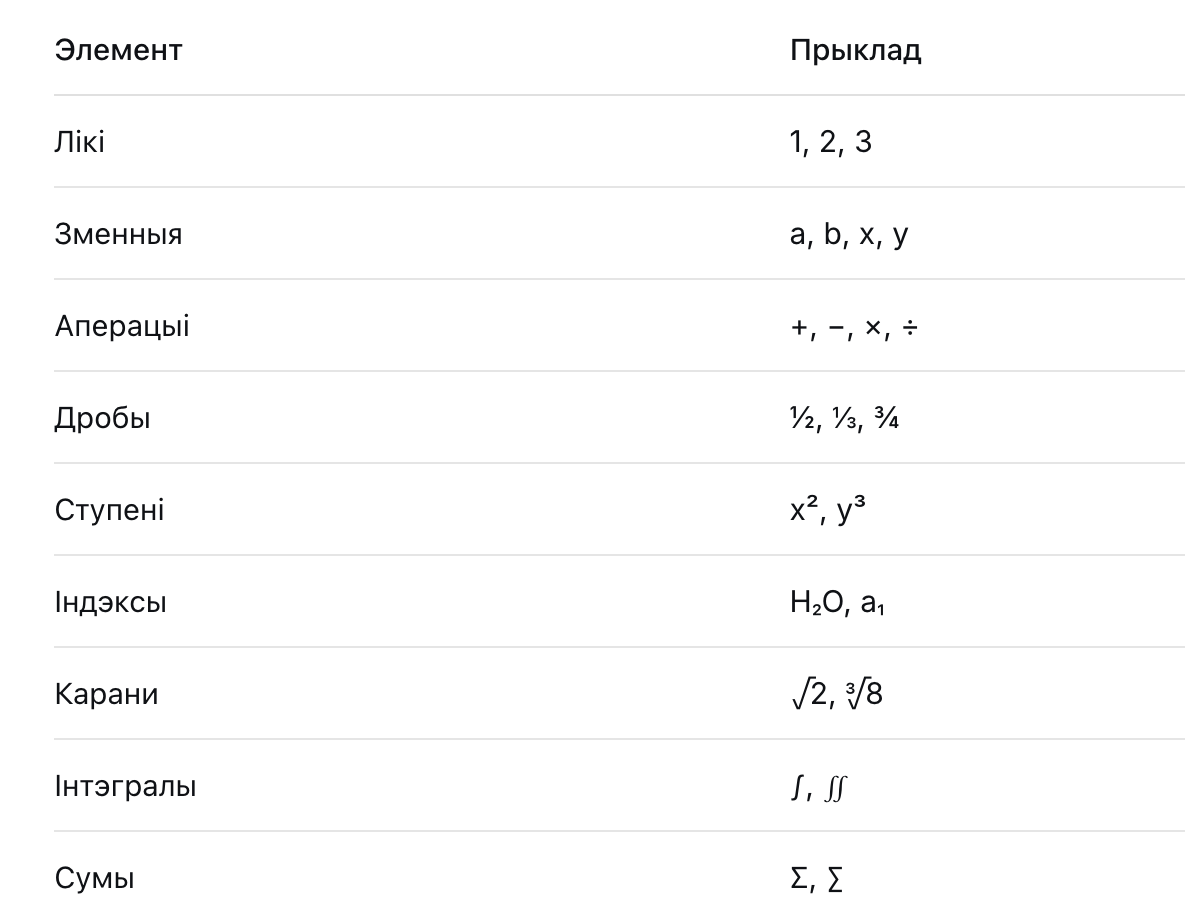 Элемент Прыклад
Лікі 1, 2, 3
Зменныя a, b, x, y
Аперацыі +, −, ×, ÷
Дробы ½, ⅓, ¾
Ступені x², y³
Індэксы H₂O, a₁
Карани √2, ∛8
Інтэгралы ∫, ∬
Сумы Σ, ∑